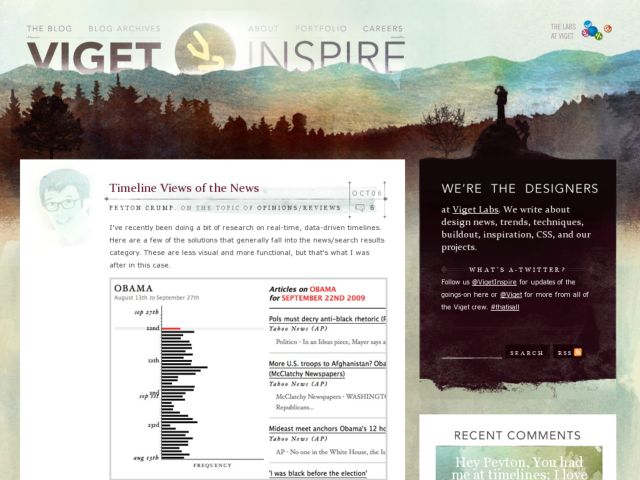 THE BLOG BLOG ARCHIVES ABOUT PORTFOLIO CAREERS
VIGET INSPIRE
THE LABS
AT VIGET
Timeline Views of the News
OCT06
PEYTON CRUMP, ON THE TOPIC OF OPINIONS/REVIEWS
6
I've recently been doing a bit of research on real-time, data-driven timelines.
Here are a few of the solutions that generally fall into the news/search results
category. These are less visual and more functional, but that's what I was
after in this case.
OBAMA
August 13th to September 27th
sep 27th
22nd
12th
sep 1st
22nd
aug 13th
FREQUENCY
Articles on OBAMA
for SEPTEMBER 22ND 2009
Pols must decry anti-black rhetoric (P
Yahoo News (AP)
Politico - In an Ideas piece, Mayer says a
More U.S. troops to Afghanistan? Oba
(McClatchy Newspapers)
Yahoo News (AP)
McClatchy Newspapers - WASHINGTO
Republicans...
Mideast meet anchors Obama's 12 ho
Yahoo News (AP)
AP - No one in the White House, the St
'I was black before the election'
WE'RE THE DESIGNERS
at Viget Labs. We write about
design news, trends, techniques,
buildout, inspiration, CSS, and our
projects.
WHAT'S A-TWITTER?
Follow us @VigetInspire for updates of the
goings-on here or @Viget for more from all of
the Viget crew. #thatisall
SEARCH RSS
RECENT COMMENTS
Hey Peyton, You had
me at timelines; I love